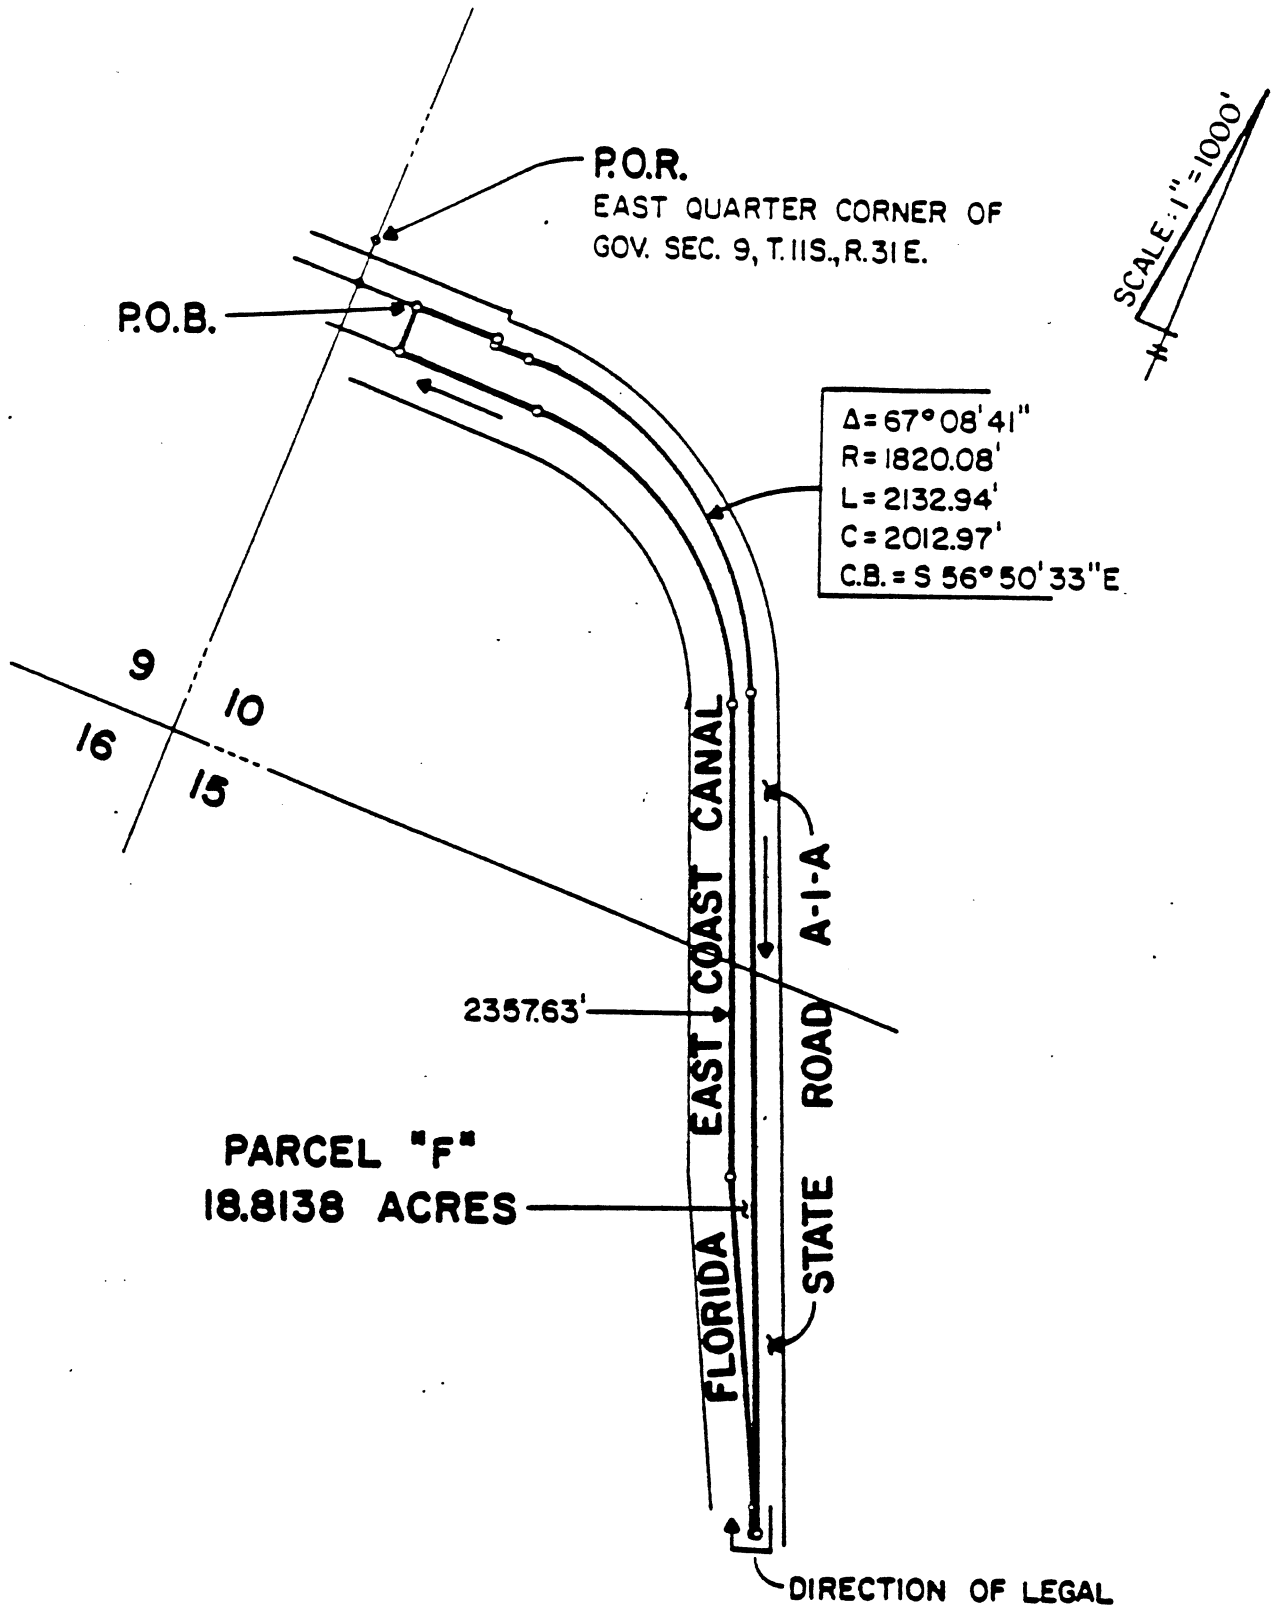 P.O.R.
EAST QUARTER CORNER OF
GOV. SEC. 9, T.11S., R.31E.
SCALE: 1" = 1000'
N
P.O.B.
Δ = 67° 08' 41"
R = 1820.08'
L = 2132.94'
C = 2012.97'
C.B. = S 56° 50' 33" E
9
10
16
15
FLORIDA EAST COAST CANAL
STATE ROAD A-1-A
2357.63'
PARCEL "F"
18.8138 ACRES
DIRECTION OF LEGAL